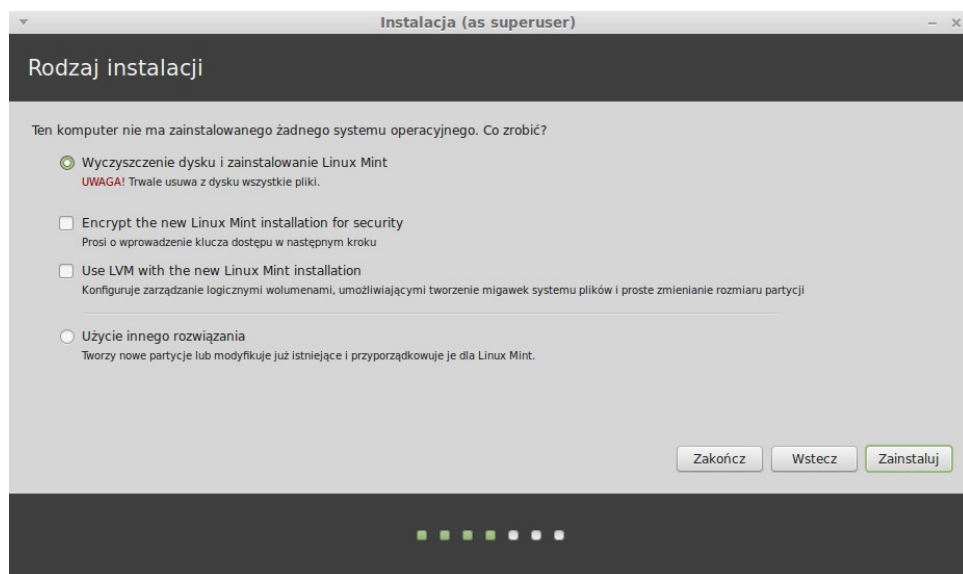 Instalacja (as superuser)
Rodzaj instalacji
Ten komputer nie ma zainstalowanego żadnego systemu operacyjnego. Co zrobić?
Wyczyszczenie dysku i zainstalowanie Linux Mint
UWAGA! Trwale usuwa z dysku wszystkie pliki.
Encrypt the new Linux Mint installation for security
Prosi o wprowadzenie klucza dostępu w następnym kroku
Use LVM with the new Linux Mint installation
Konfiguruje zarządzanie logicznymi wolumenami, umożliwiającymi tworzenie migawek systemu plików i proste zmienianie rozmiaru partycji
Użycie innego rozwiązania
Tworzy nowe partycje lub modyfikuje już istniejące i przyporządkowuje je dla Linux Mint.
Zakończ Wstecz Zainstaluj